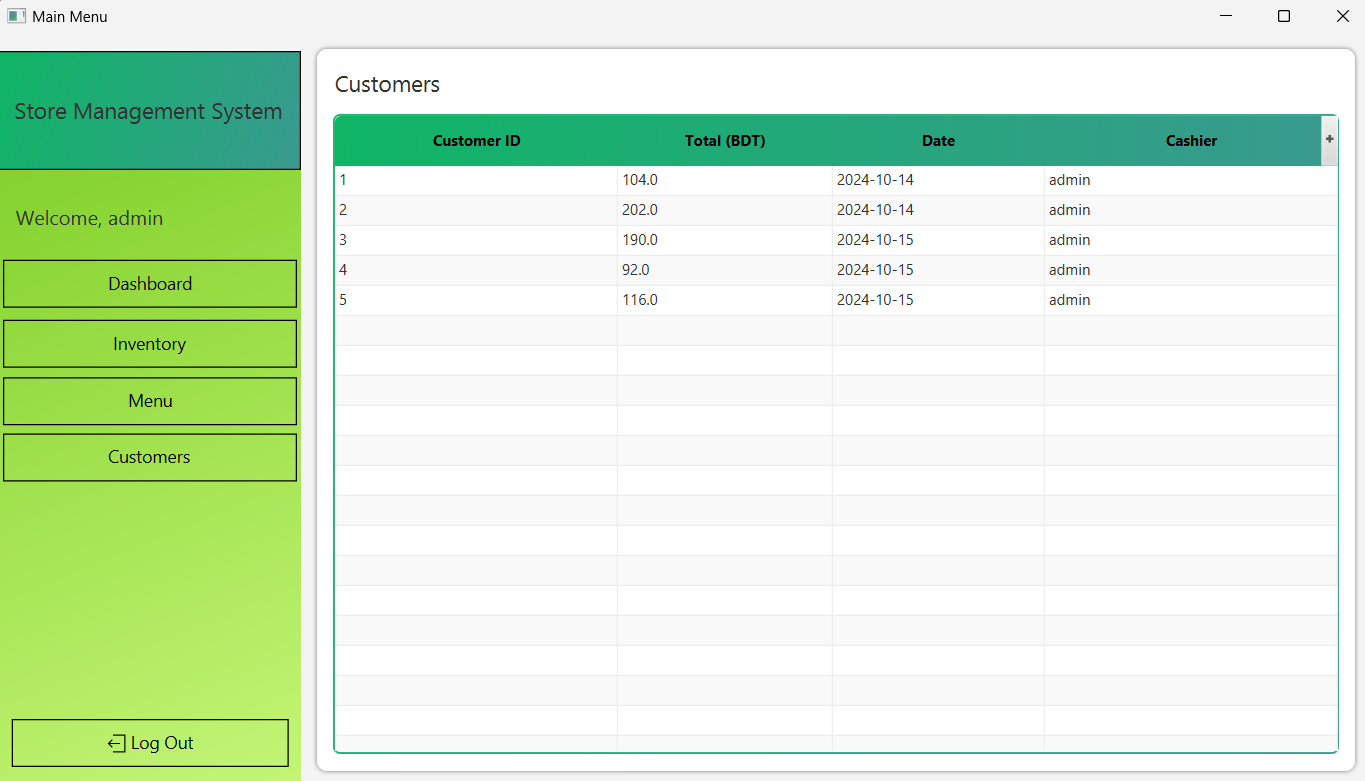 Main Menu
Store Management System
Welcome, admin
Dashboard
Inventory
Menu
Customers
Log Out
Customers
Customer ID Total (BDT) Date Cashier +
1 104.0 2024-10-14 admin
2 202.0 2024-10-14 admin
3 190.0 2024-10-15 admin
4 92.0 2024-10-15 admin
5 116.0 2024-10-15 admin